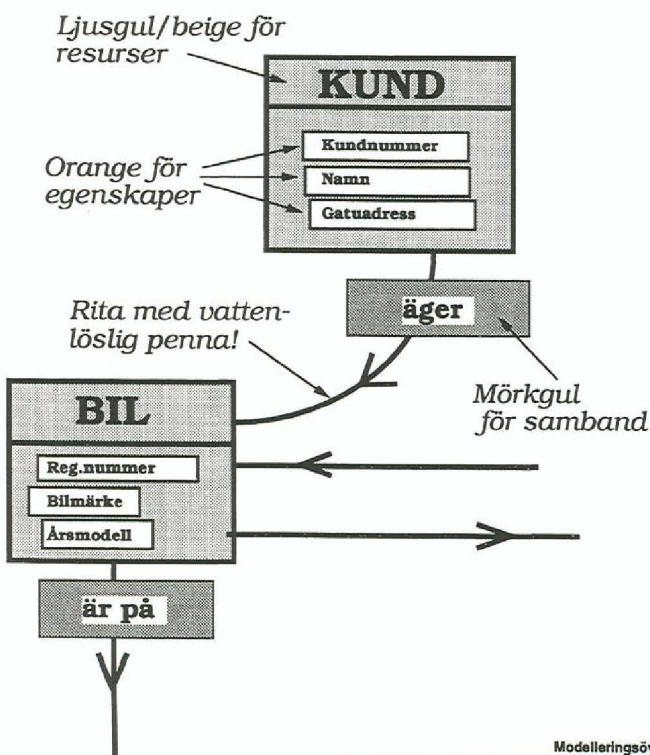 Ljusgul/beige för
resurser
KUND
Kundnummer
Namn
Gatuadress
Orange för
egenskaper
äger
Rita med vatten-
löslig penna!
Mörkgul
för samband
BIL
Reg.nummer
Bilmärke
Årsmodell
är på